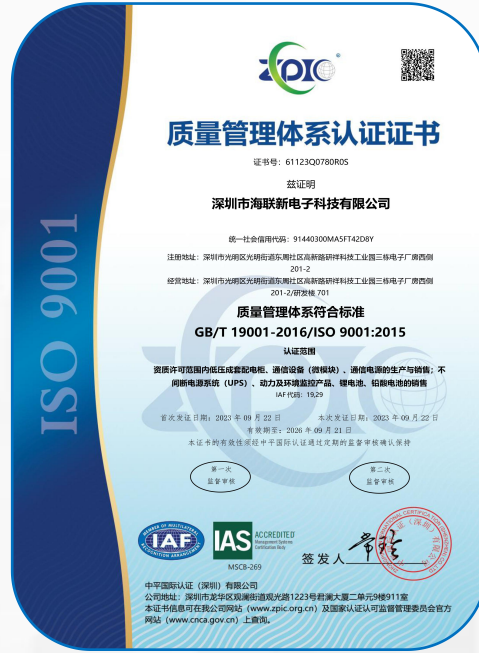 ZPIC®
质量管理体系认证证书
证书号：61123Q0780R0S
兹证明
深圳市海联新电子科技有限公司
统一社会信用代码：91440300MA5FT42D8Y
注册地址：深圳市光明区光明街道东周社区高新路研祥科技工业园三栋电子厂房西侧
201-2
经营地址：深圳市光明区光明街道东周社区高新路研祥科技工业园三栋电子厂房西侧
201-2/研发楼 701
质量管理体系符合标准
GB/T 19001-2016/ISO 9001:2015
认证范围
资质许可范围内低压成套配电柜、通信设备（微模块）、通信电源的生产与销售；不
间断电源系统（UPS）、动力及环境监控产品、锂电池、铅酸电池的销售
IAF 代码：19,29
首次发证日期：2023 年 09 月 22 日 本次发证日期：2023 年 09 月 22 日
有效期至：2026 年 09 月 21 日
本证书的有效性须经中平国际认证通过定期的监督审核确认保持
第一次
监督审核
第二次
监督审核
ISO 9001
MEMBER OF MULTILATERAL
IAF
RECOGNITION ARRANGEMENT
IAS ACCREDITED
Management Systems
Certification Body
MSCB-269
签发人
中平国际认证（深圳）有限公司
公司地址：深圳市龙华区观澜街道观光路1223号君澜大厦二单元9楼911室
本证书信息可在我公司网站（www.zpic.org.cn）及国家认证认可监督管理委员会官方
网站（www.cnca.gov.cn）上查询。